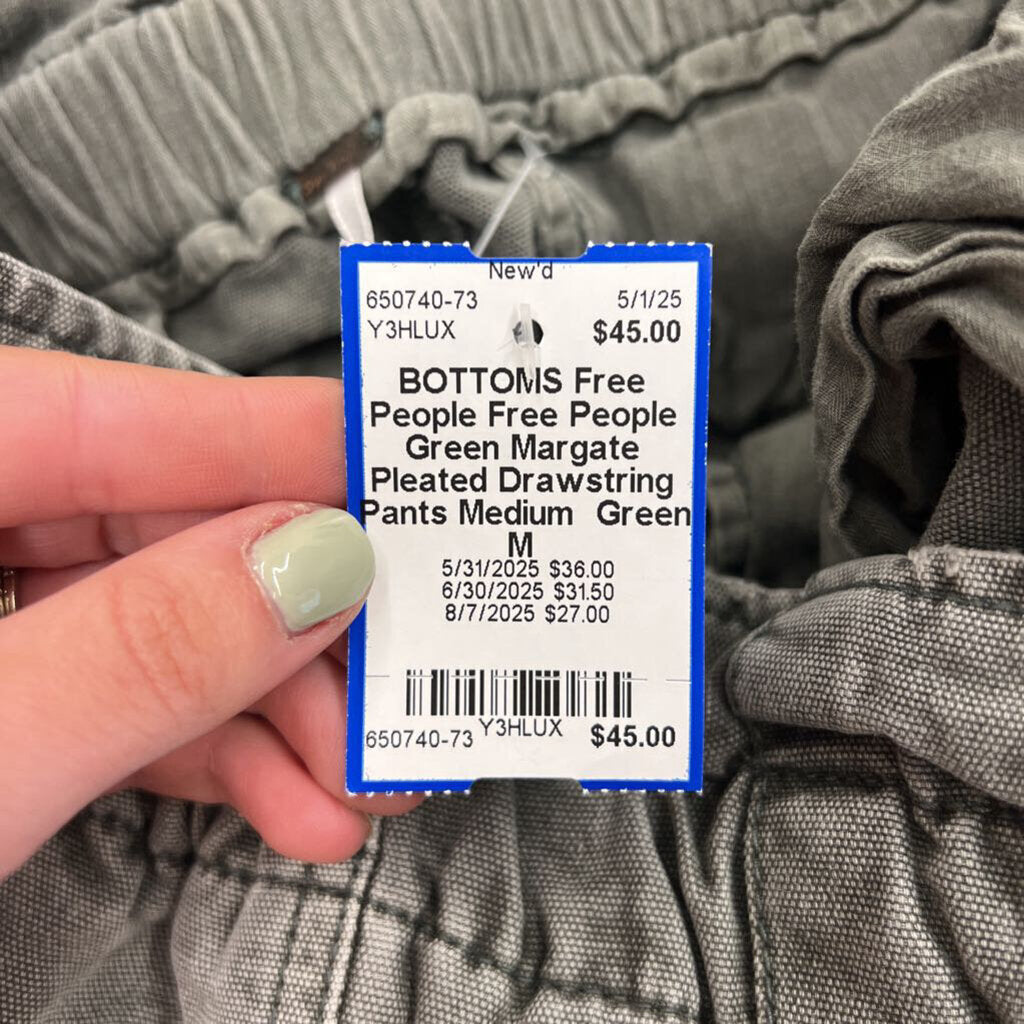 New'd
650740-73 5/1/25
Y3HLUX $45.00
BOTTOMS Free
People Free People
Green Margate
Pleated Drawstring
Pants Medium Green
M
5/31/2025 $36.00
6/30/2025 $31.50
8/7/2025 $27.00
650740-73 Y3HLUX $45.00